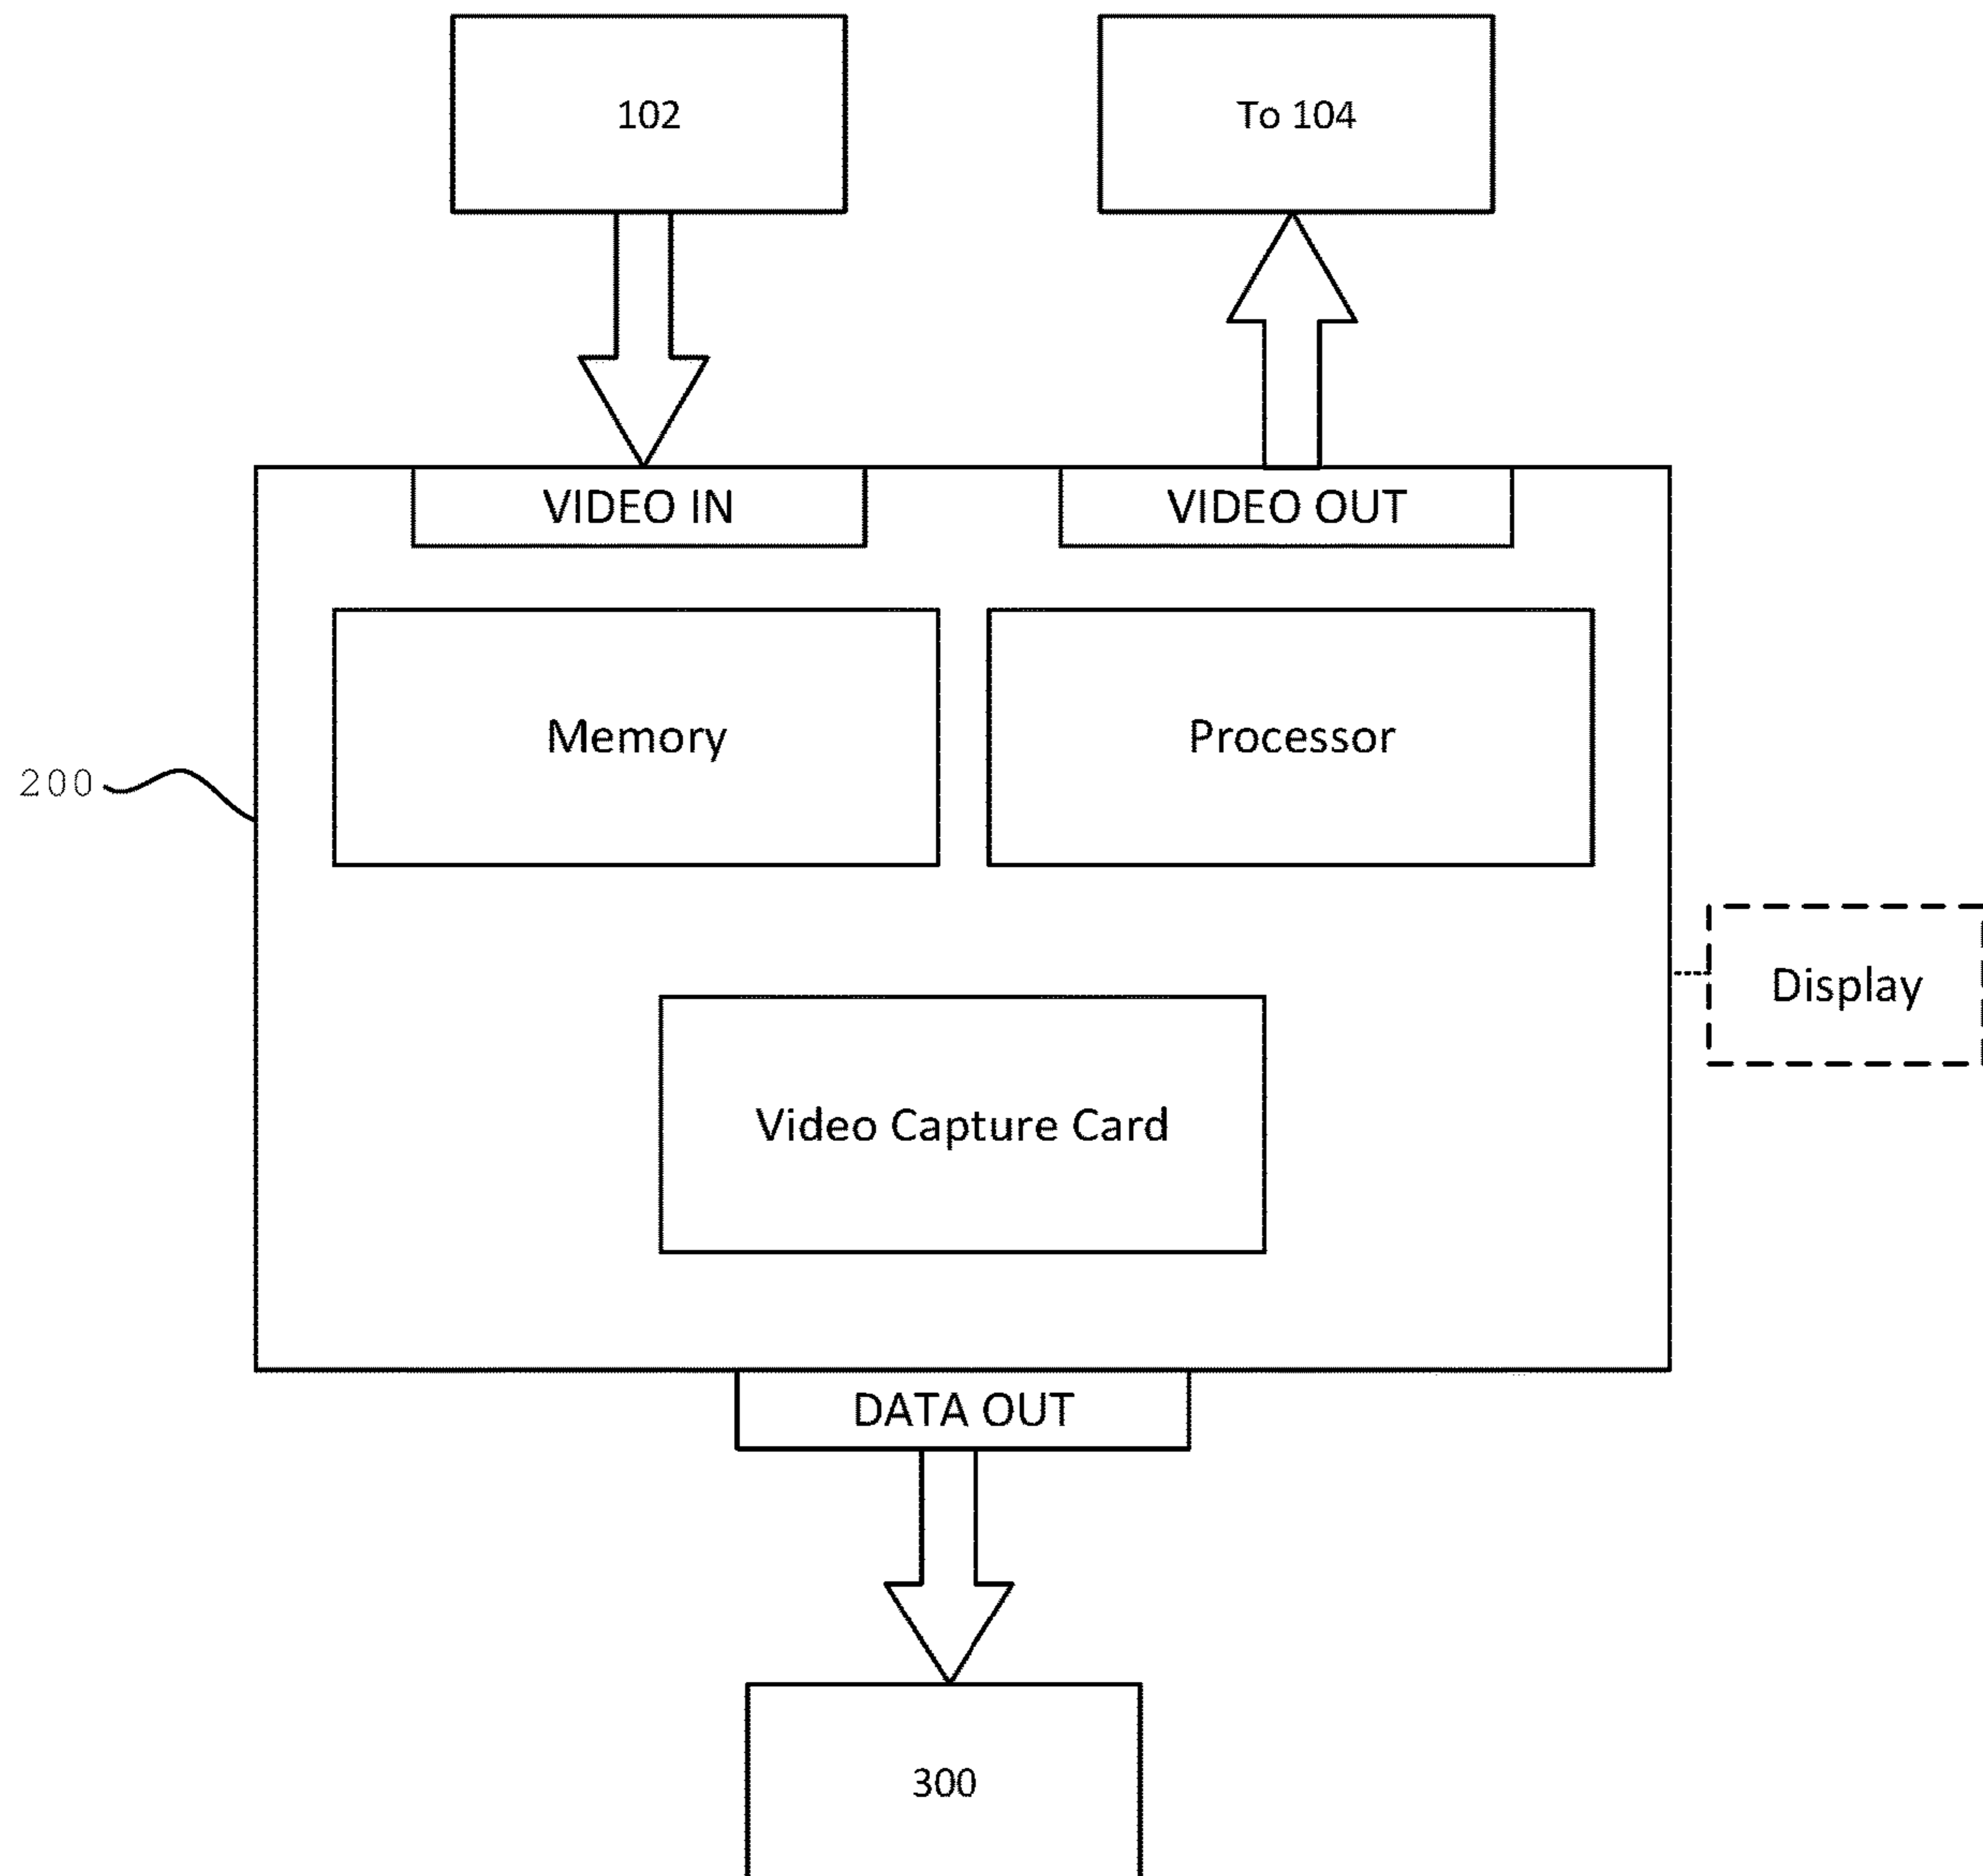 102
To 104
VIDEO IN
VIDEO OUT
Memory
Processor
200
Display
Video Capture Card
DATA OUT
300